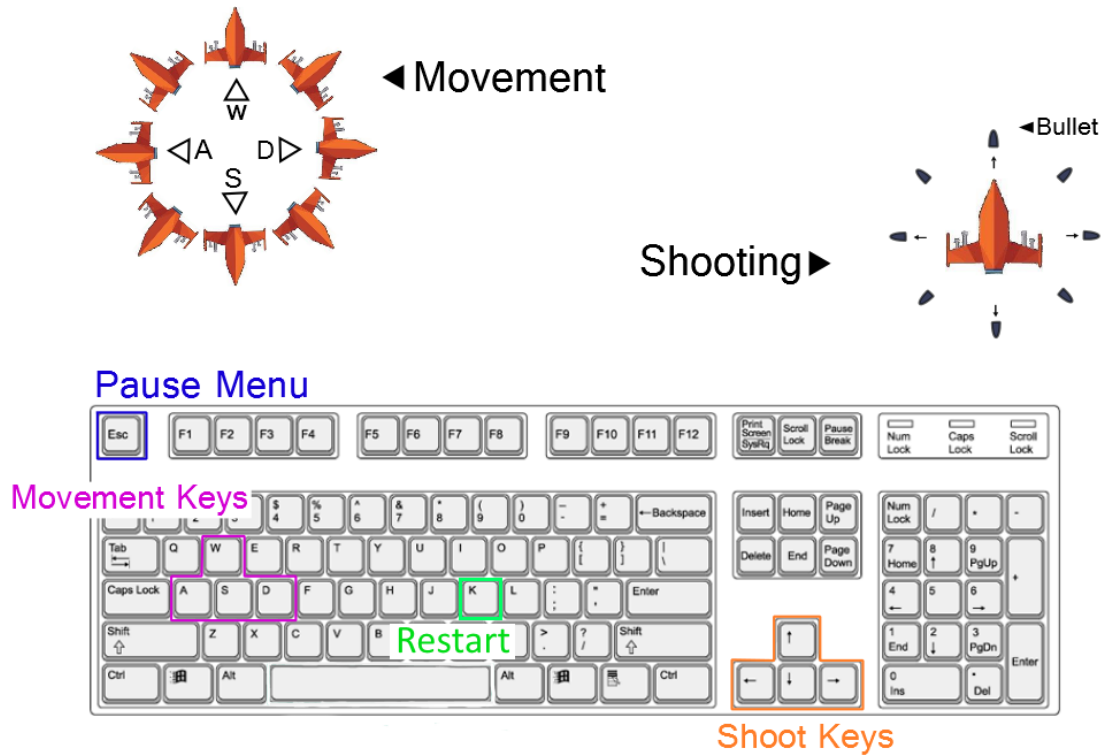 ◄Movement
W
A
D
S
◄Bullet
Shooting►
Pause Menu
Esc
F1 F2 F3 F4
F5 F6 F7 F8
F9 F10 F11 F12
Print Screen SysRq
Scroll Lock
Pause Break
Num Lock
Caps Lock
Scroll Lock
Movement Keys
$ 4
% 5
^ 6
& 7
* 8
( 9
) 0
– -
+ =
←Backspace
Insert Home Page Up
Num Lock / * -
Tab Q W E R T Y U I O P { [ } ] | \
Delete End Page Down
7 Home
8 ↑
9 PgUp
+
Caps Lock A S D F G H J K L : ; " ' Enter
4 ←
5
6 →
Shift Z X C V B
Restart
> .
? /
Shift
↑
1 End
2 ↓
3 PgDn
Enter
Ctrl Alt Alt Ctrl
← ↓ →
0 Ins
. Del
Shoot Keys